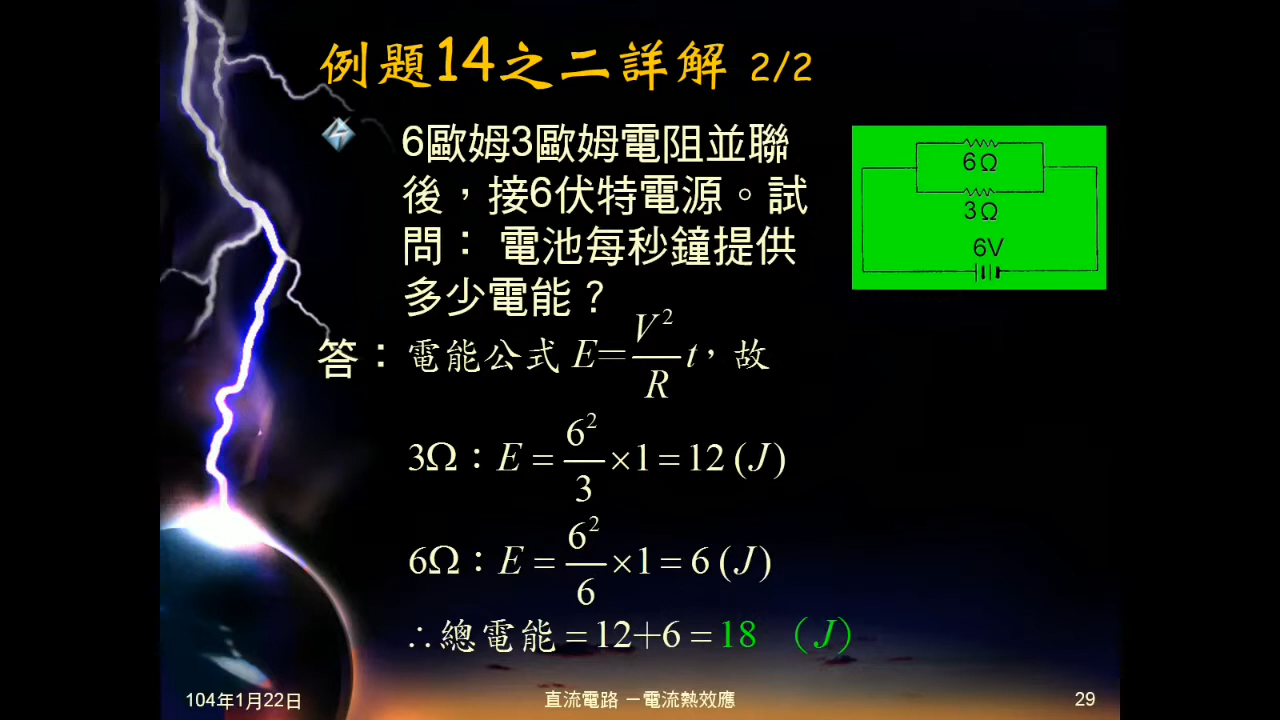 例題14之二詳解 2/2
6歐姆3歐姆電阻並聯
後，接6伏特電源。試
問： 電池每秒鐘提供
多少電能？
6Ω
3Ω
6V
答：電能公式 E=V²/R t，故
3Ω：E = 6²/3 ×1 = 12 (J)
6Ω：E = 6²/6 ×1 = 6 (J)
∴總電能 = 12+6 = 18 （J）
104年1月22日
直流電路 －電流熱效應
29